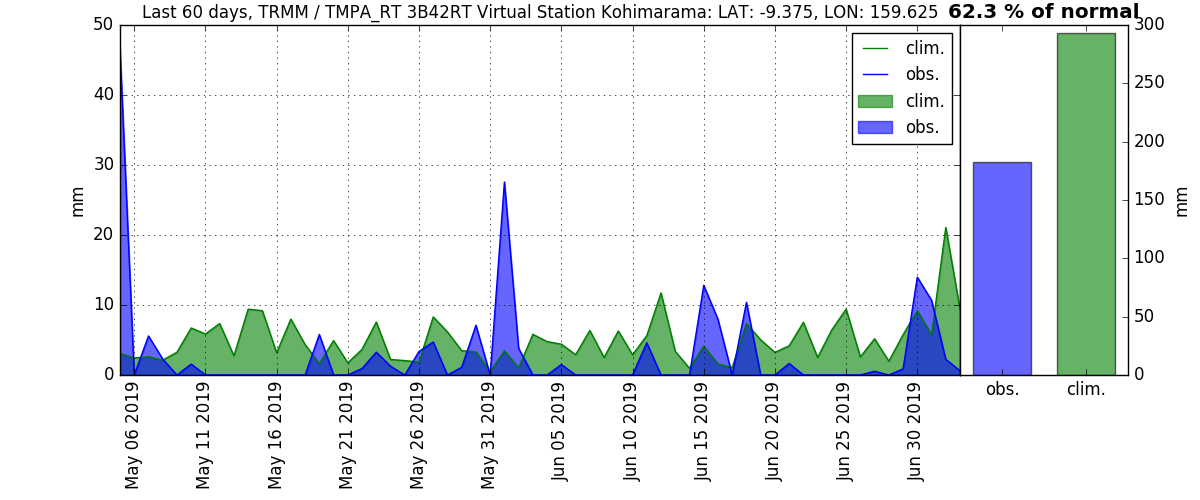 Last 60 days, TRMM / TMPA_RT 3B42RT Virtual Station Kohimarama: LAT: -9.375, LON: 159.625
62.3 % of normal
50
40
30
20
10
0
mm
clim.
obs.
clim.
obs.
May 06 2019
May 11 2019
May 16 2019
May 21 2019
May 26 2019
May 31 2019
Jun 05 2019
Jun 10 2019
Jun 15 2019
Jun 20 2019
Jun 25 2019
Jun 30 2019
300
250
200
150
100
50
0
mm
obs.
clim.